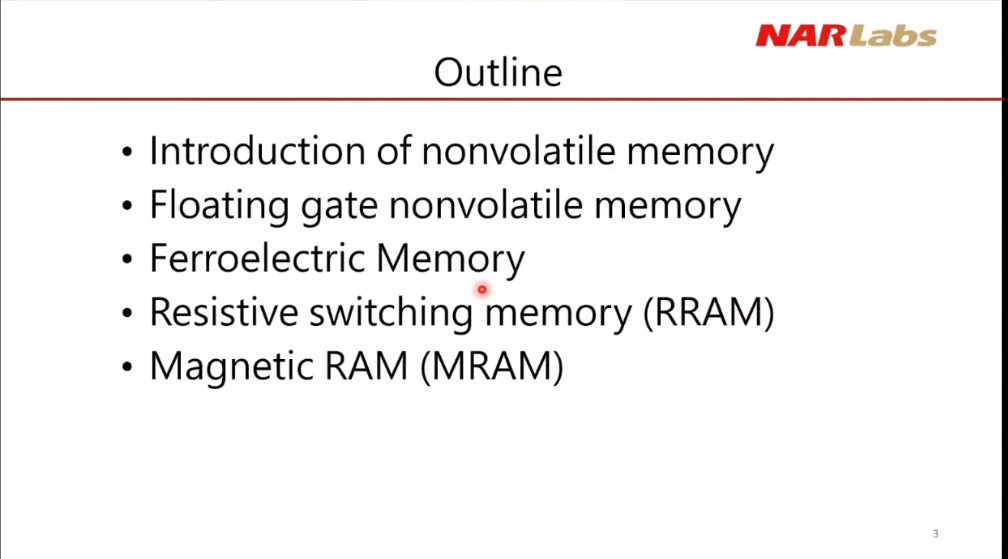 NARLabs
Outline
• Introduction of nonvolatile memory
• Floating gate nonvolatile memory
• Ferroelectric Memory
• Resistive switching memory (RRAM)
• Magnetic RAM (MRAM)
3